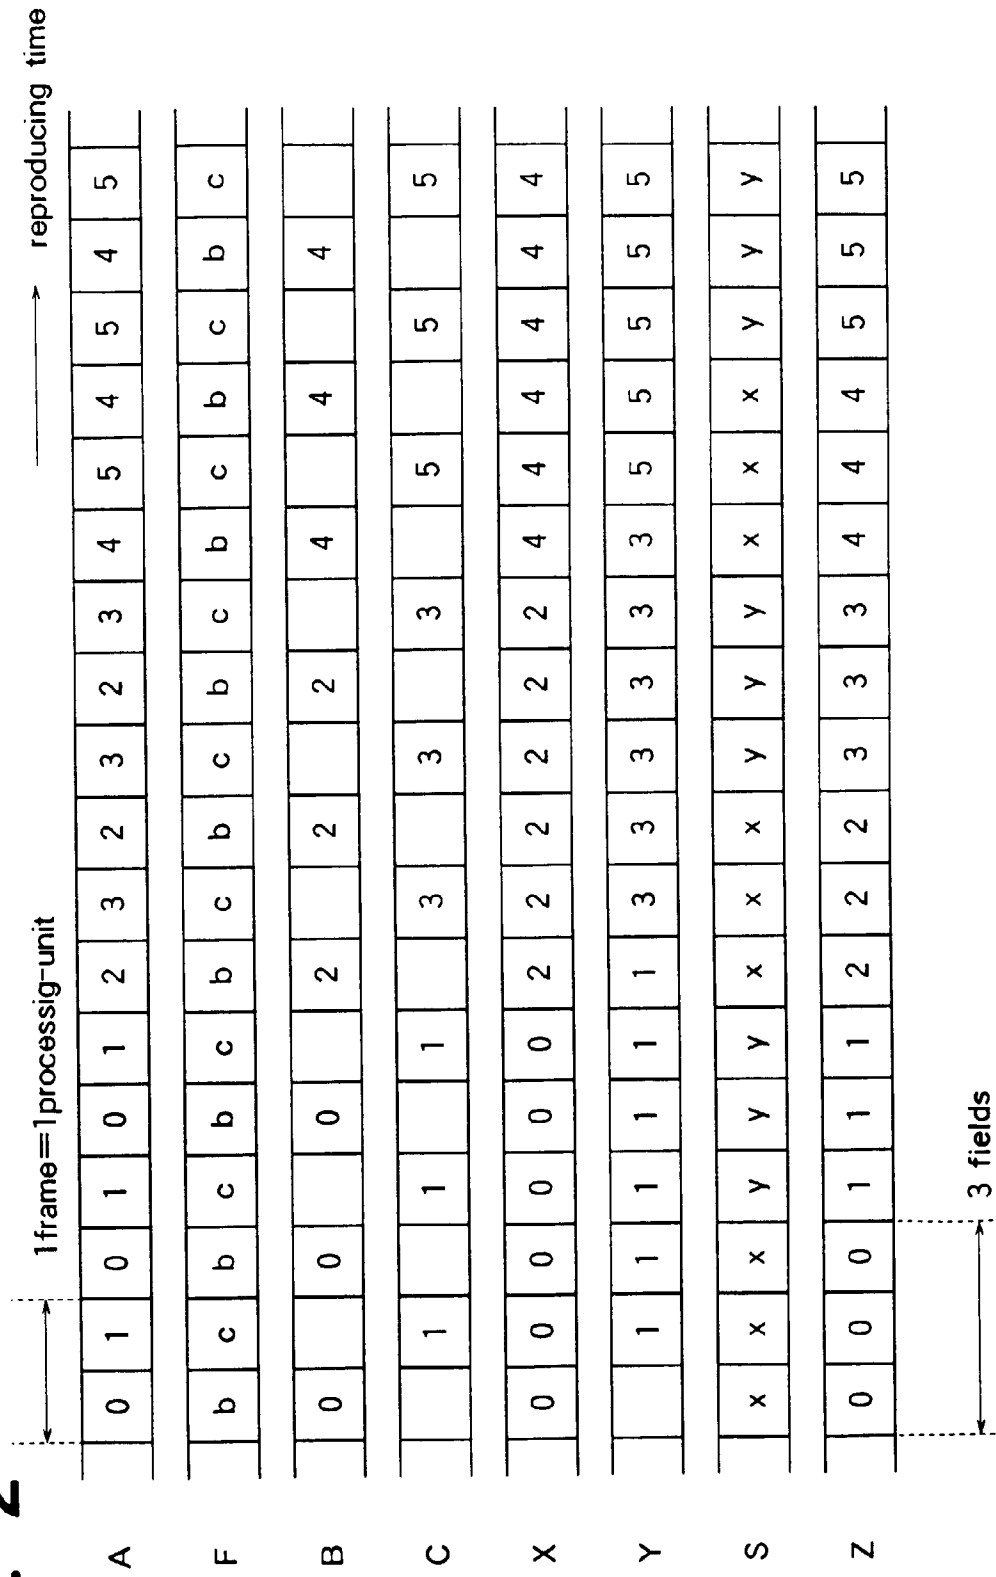 2
1frame=1processig-unit
reproducing time
A 0 1 0 1 0 1 2 3 2 3 2 3 4 5 4 5 4 5
F b c b c b c b c b c b c b c b c b c
B 0 0 0 2 2 2 4 4 4
C 1 1 1 3 3 3 5 5 5
X 0 0 0 0 0 0 2 2 2 2 2 2 4 4 4 4 4 4
Y 1 1 1 1 1 1 3 3 3 3 3 3 5 5 5 5 5
S x x x y y y x x x y y y x x x y y y
Z 0 0 0 1 1 1 2 2 2 3 3 3 4 4 4 5 5 5
3 fields